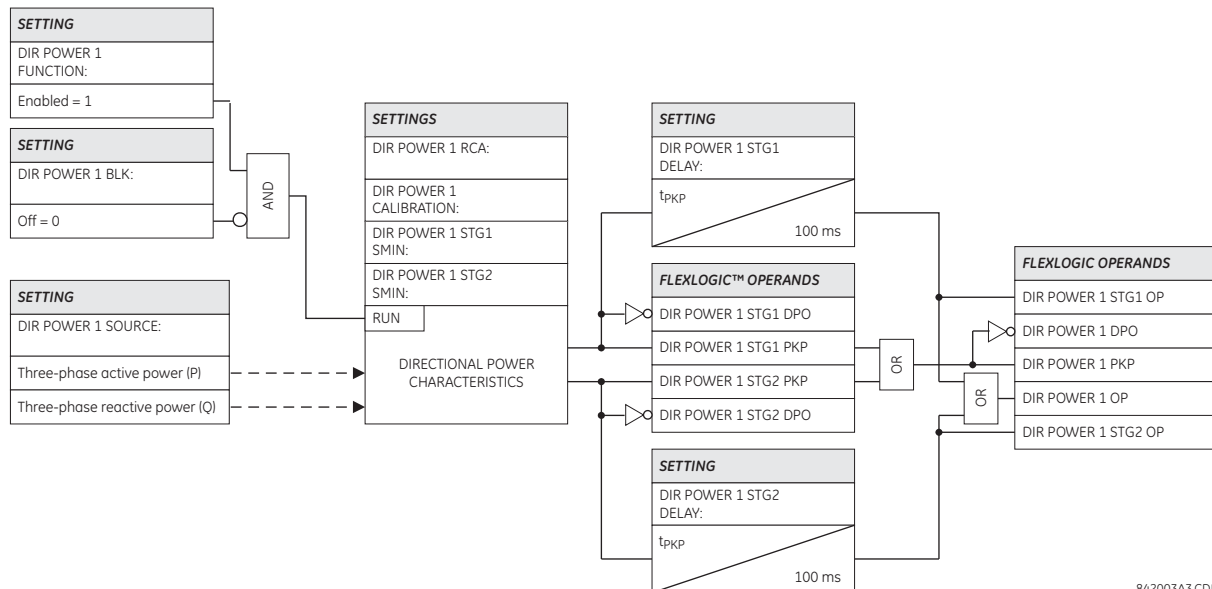 SETTING
DIR POWER 1
FUNCTION:
Enabled = 1
SETTING
DIR POWER 1 BLK:
Off = 0
AND
SETTING
DIR POWER 1 SOURCE:
Three-phase active power (P)
Three-phase reactive power (Q)
SETTINGS
DIR POWER 1 RCA:
DIR POWER 1
CALIBRATION:
DIR POWER 1 STG1
SMIN:
DIR POWER 1 STG2
SMIN:
RUN
DIRECTIONAL POWER
CHARACTERISTICS
SETTING
DIR POWER 1 STG1
DELAY:
tPKP
100 ms
FLEXLOGIC™ OPERANDS
DIR POWER 1 STG1 DPO
DIR POWER 1 STG1 PKP
DIR POWER 1 STG2 PKP
DIR POWER 1 STG2 DPO
SETTING
DIR POWER 1 STG2
DELAY:
tPKP
100 ms
OR
OR
FLEXLOGIC OPERANDS
DIR POWER 1 STG1 OP
DIR POWER 1 DPO
DIR POWER 1 PKP
DIR POWER 1 OP
DIR POWER 1 STG2 OP